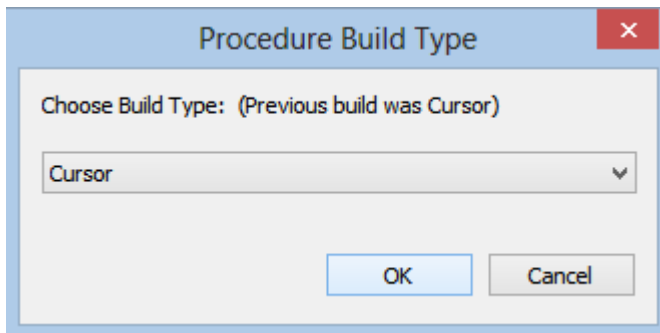 Procedure Build Type
Choose Build Type: (Previous build was Cursor)
Cursor
OK Cancel